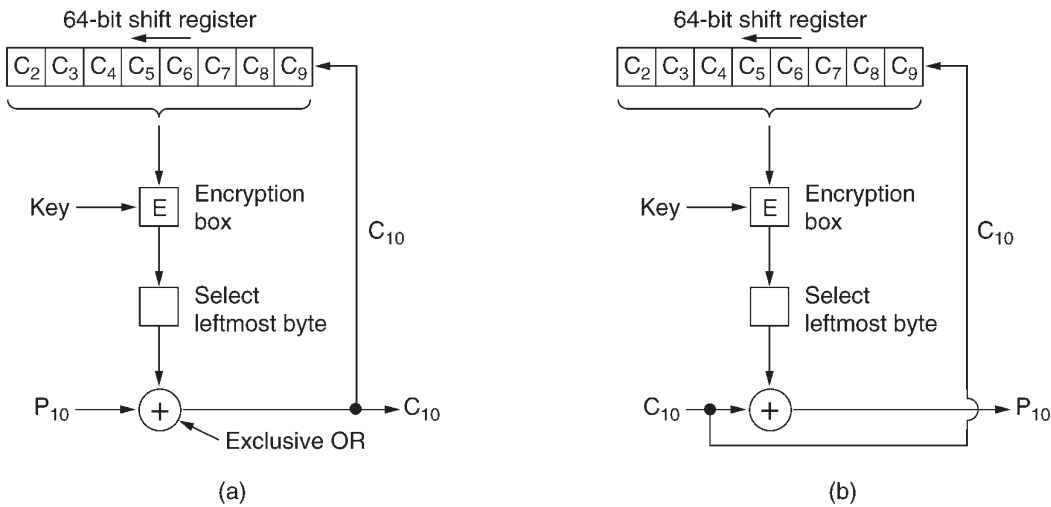 64-bit shift register
C2 C3 C4 C5 C6 C7 C8 C9
Key
E
Encryption
box
C10
Select
leftmost byte
P10
+
C10
Exclusive OR
(a)
64-bit shift register
C2 C3 C4 C5 C6 C7 C8 C9
Key
E
Encryption
box
C10
Select
leftmost byte
C10
+
P10
(b)